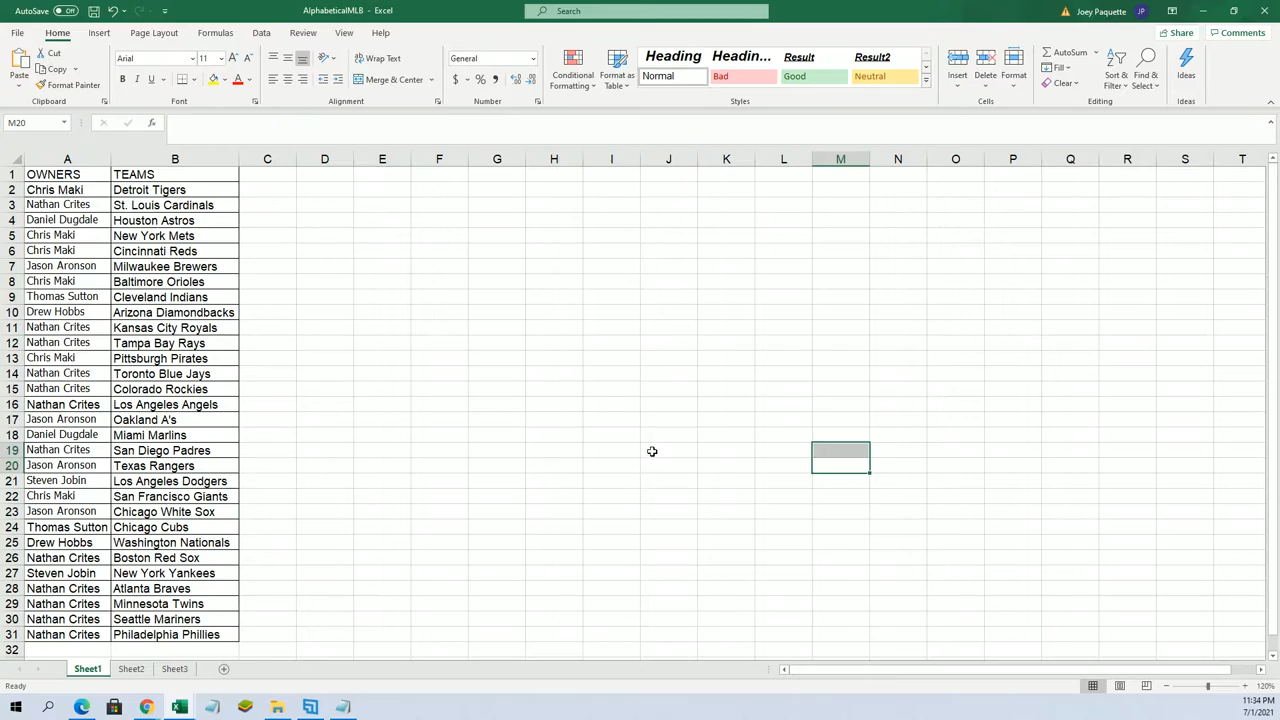 AutoSave Off AlphabeticalMLB - Excel Search Joey Paquette JP
File Home Insert Page Layout Formulas Data Review View Help Share Comments
Paste Cut Copy Format Painter Clipboard
Arial 11 A A B I U A Font
Wrap Text Merge & Center Alignment
General $ % , Number
Conditional Formatting Format as Table
Heading Headin... Result Result2
Normal Bad Good Neutral Styles
Insert Delete Format Cells
AutoSum Fill Clear Sort & Filter Find & Select Editing
Ideas Ideas
M20 fx
A B C D E F G H I J K L M N O P Q R S T
1 OWNERS TEAMS
2 Chris Maki Detroit Tigers
3 Nathan Crites St. Louis Cardinals
4 Daniel Dugdale Houston Astros
5 Chris Maki New York Mets
6 Chris Maki Cincinnati Reds
7 Jason Aronson Milwaukee Brewers
8 Chris Maki Baltimore Orioles
9 Thomas Sutton Cleveland Indians
10 Drew Hobbs Arizona Diamondbacks
11 Nathan Crites Kansas City Royals
12 Nathan Crites Tampa Bay Rays
13 Chris Maki Pittsburgh Pirates
14 Nathan Crites Toronto Blue Jays
15 Nathan Crites Colorado Rockies
16 Nathan Crites Los Angeles Angels
17 Jason Aronson Oakland A's
18 Daniel Dugdale Miami Marlins
19 Nathan Crites San Diego Padres
20 Jason Aronson Texas Rangers
21 Steven Jobin Los Angeles Dodgers
22 Chris Maki San Francisco Giants
23 Jason Aronson Chicago White Sox
24 Thomas Sutton Chicago Cubs
25 Drew Hobbs Washington Nationals
26 Nathan Crites Boston Red Sox
27 Steven Jobin New York Yankees
28 Nathan Crites Atlanta Braves
29 Nathan Crites Minnesota Twins
30 Nathan Crites Seattle Mariners
31 Nathan Crites Philadelphia Phillies
32
Sheet1 Sheet2 Sheet3
Ready 120%
11:34 PM
7/1/2021